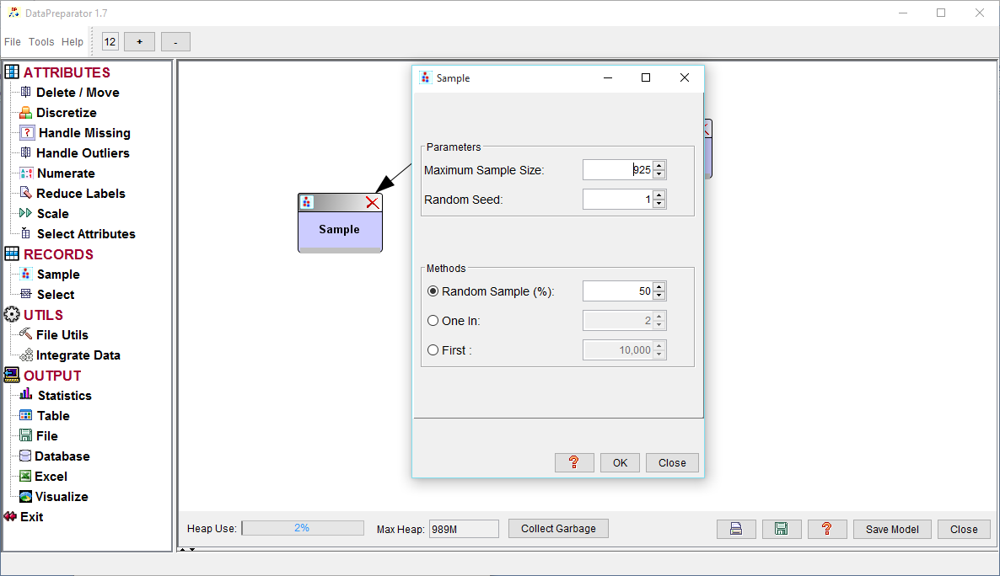 DataPreparator 1.7
File Tools Help 12 + -
ATTRIBUTES
Delete / Move
Discretize
? Handle Missing
Handle Outliers
Numerate
Reduce Labels
Scale
Select Attributes
RECORDS
Sample
Select
UTILS
File Utils
Integrate Data
OUTPUT
Statistics
Table
File
Database
Excel
Visualize
Exit
Sample
Sample
Parameters
Maximum Sample Size: 925
Random Seed: 1
Methods
Random Sample (%): 50
One In: 2
First : 10,000
? OK Close
Heap Use: 2% Max Heap: 989M Collect Garbage ? Save Model Close